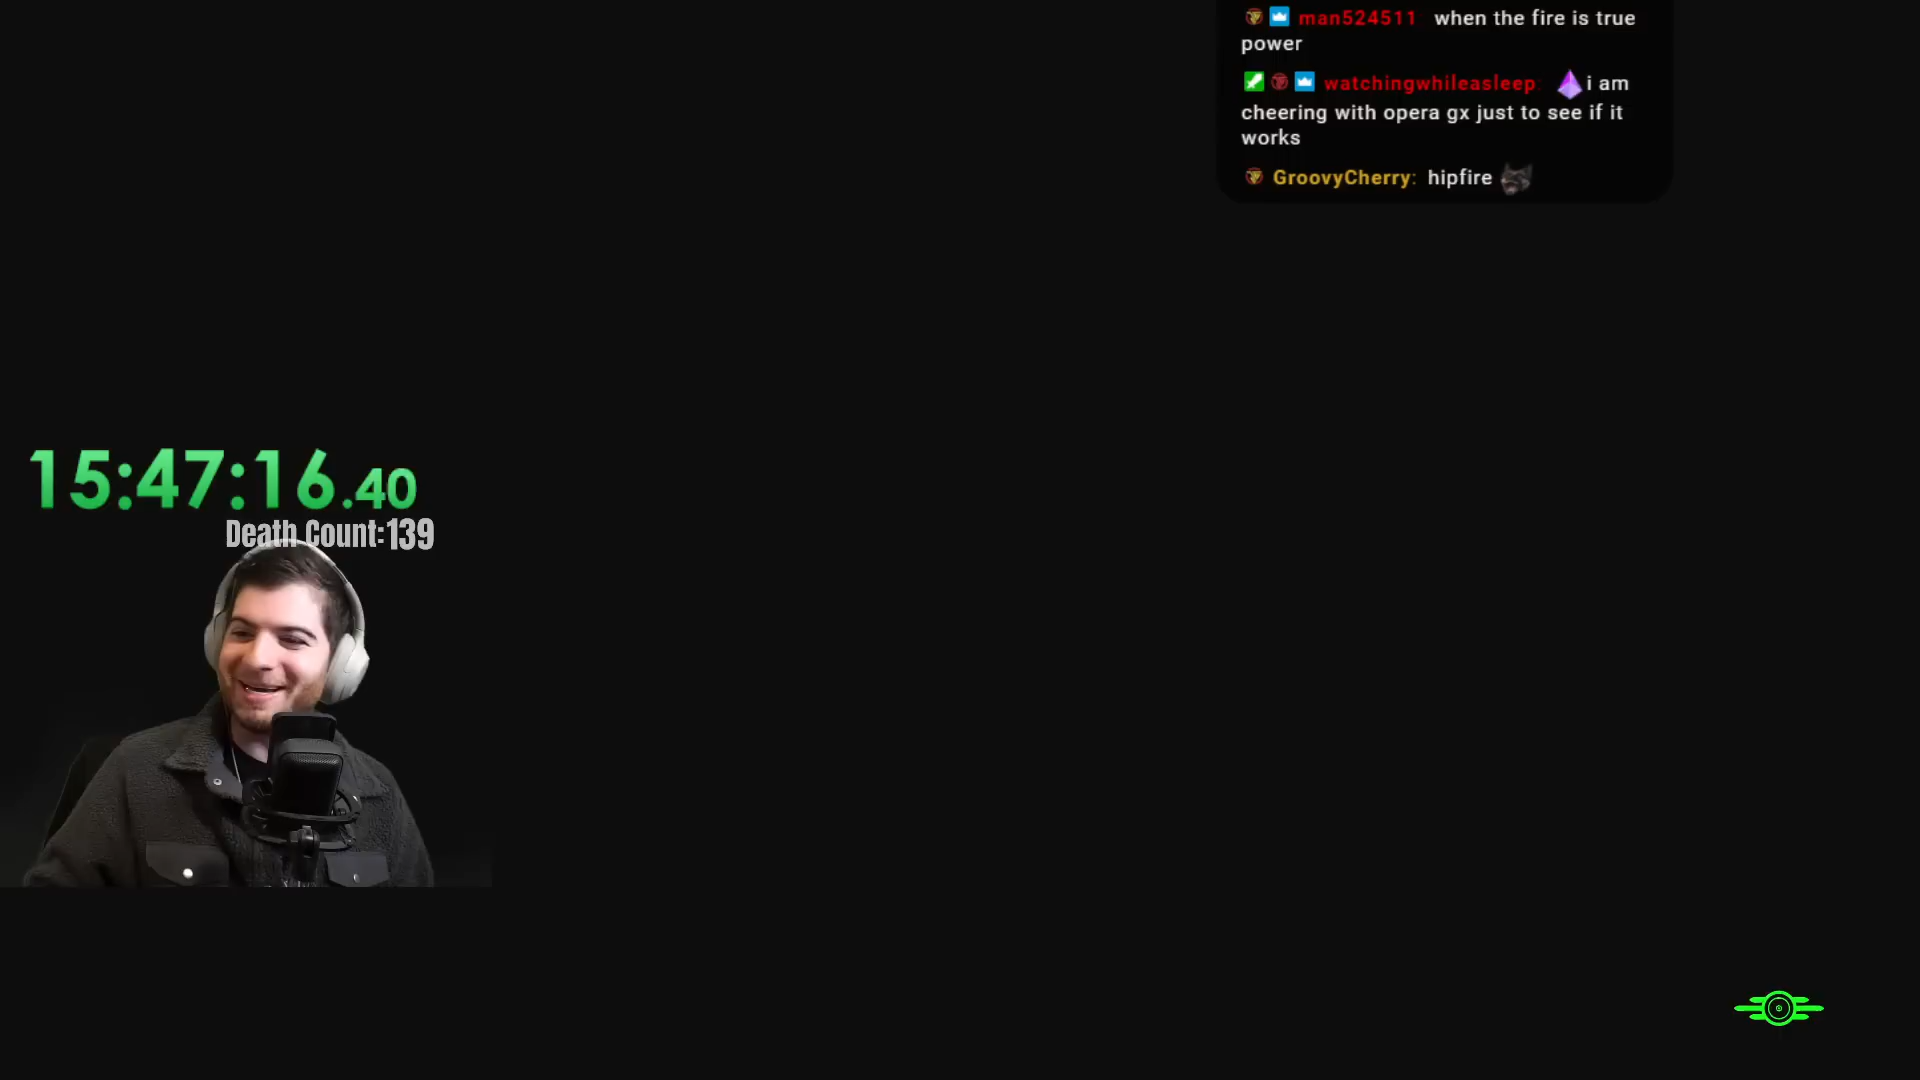 man524511: when the fire is true
power
watchingwhileasleep: i am
cheering with opera gx just to see if it
works
GroovyCherry: hipfire
15:47:16.40
Death Count:139